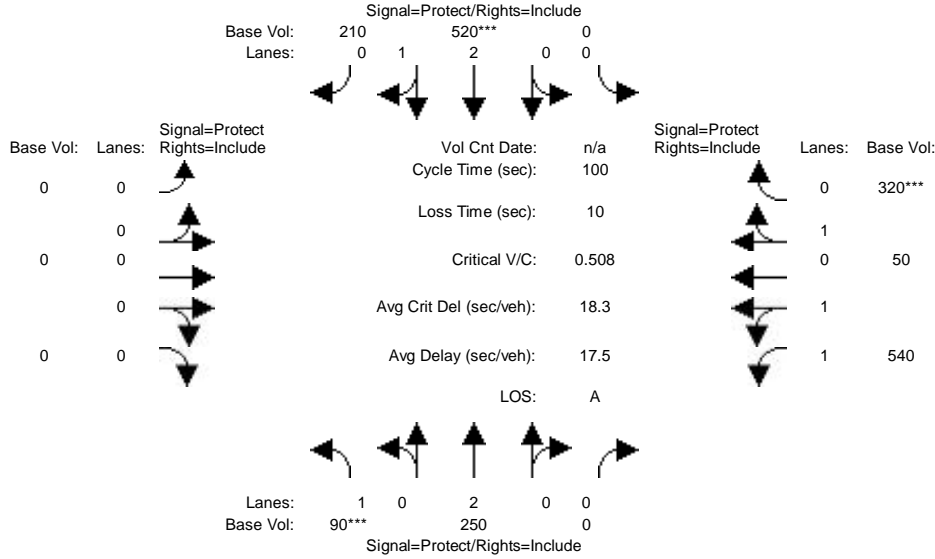 Signal=Protect/Rights=Include
Base Vol: 210 520*** 0
Lanes: 0 1 2 0 0
Signal=Protect
Base Vol: Lanes: Rights=Include
Vol Cnt Date: n/a
Signal=Protect
Rights=Include Lanes: Base Vol:
Cycle Time (sec): 100
0 0
0 320***
Loss Time (sec): 10
0
1
0 0
Critical V/C: 0.508
0 50
0
Avg Crit Del (sec/veh): 18.3
1
0 0
Avg Delay (sec/veh): 17.5
1 540
LOS: A
Lanes: 1 0 2 0 0
Base Vol: 90*** 250 0
Signal=Protect/Rights=Include